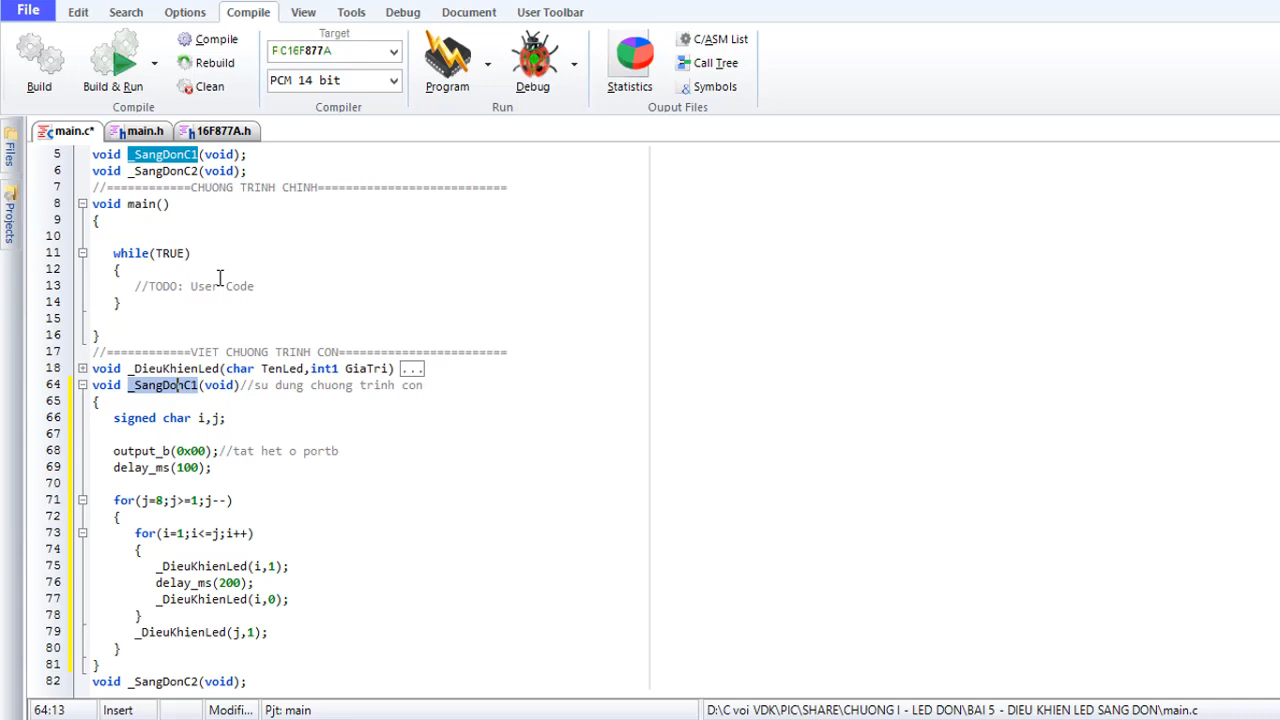 File Edit Search Options Compile View Tools Debug Document User Toolbar
Build
Build & Run
Compile
Rebuild
Clean
Compile
Target
PC16F877A
PCM 14 bit
Compiler
Program
Debug
Run
Statistics
C/ASM List
Call Tree
Symbols
Ouput Files
Files
Projects
main.c* main.h 16F877A.h
5 void _SangDonC1(void);
6 void _SangDonC2(void);
7 //============CHUONG TRINH CHINH===========================
8 void main()
9 {
10
11 while(TRUE)
12 {
13 //TODO: User Code
14 }
15
16 }
17 //============VIET CHUONG TRINH CON========================
18 void _DieuKhienLed(char TenLed,int1 GiaTri) ...
64 void _SangDonC1(void)//su dung chuong trinh con
65 {
66 signed char i,j;
67
68 output_b(0x00);//tat het o portb
69 delay_ms(100);
70
71 for(j=8;j>=1;j--)
72 {
73 for(i=1;i<=j;i++)
74 {
75 _DieuKhienLed(i,1);
76 delay_ms(200);
77 _DieuKhienLed(i,0);
78 }
79 _DieuKhienLed(j,1);
80 }
81 }
82 void _SangDonC2(void);
64:13 Insert Modifi... Pjt: main D:\C voi VDK\PIC\SHARE\CHUONG I - LED DON\BAI 5 - DIEU KHIEN LED SANG DON\main.c